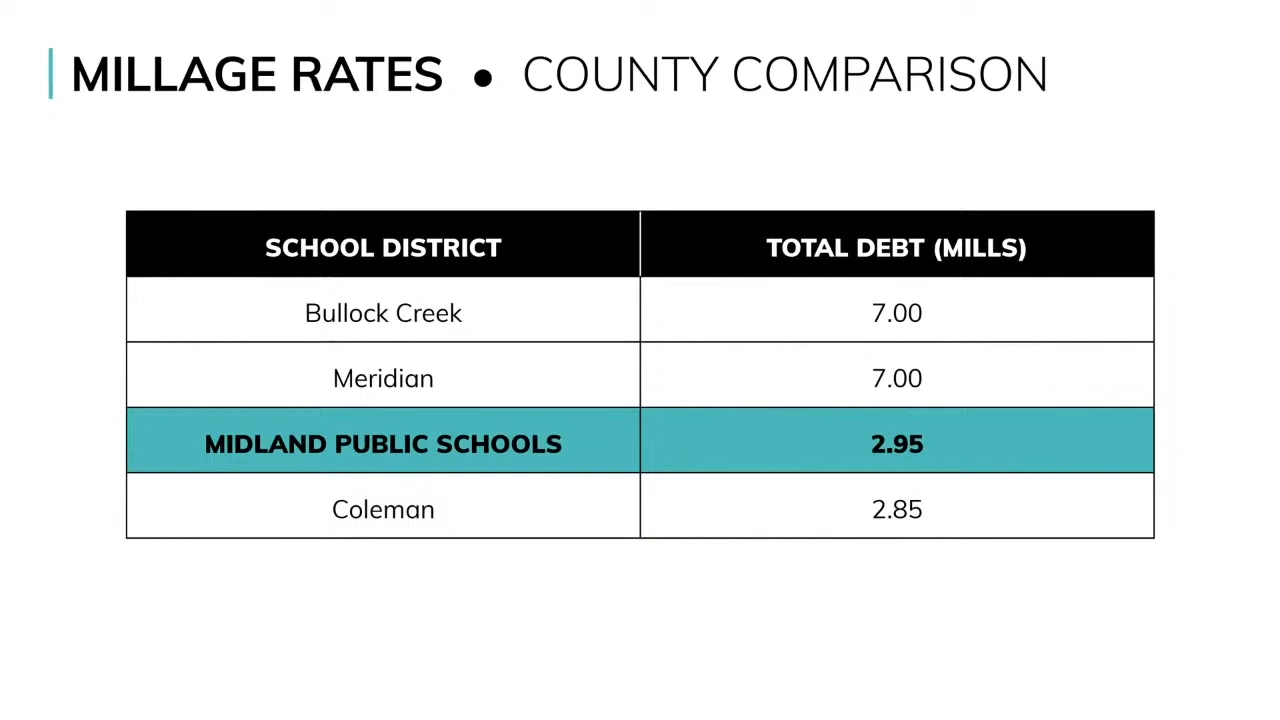 MILLAGE RATES • COUNTY COMPARISON
SCHOOL DISTRICT TOTAL DEBT (MILLS)
Bullock Creek 7.00
Meridian 7.00
MIDLAND PUBLIC SCHOOLS 2.95
Coleman 2.85